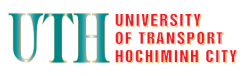 UTH
UNIVERSITY
OF TRANSPORT
HOCHIMINH CITY